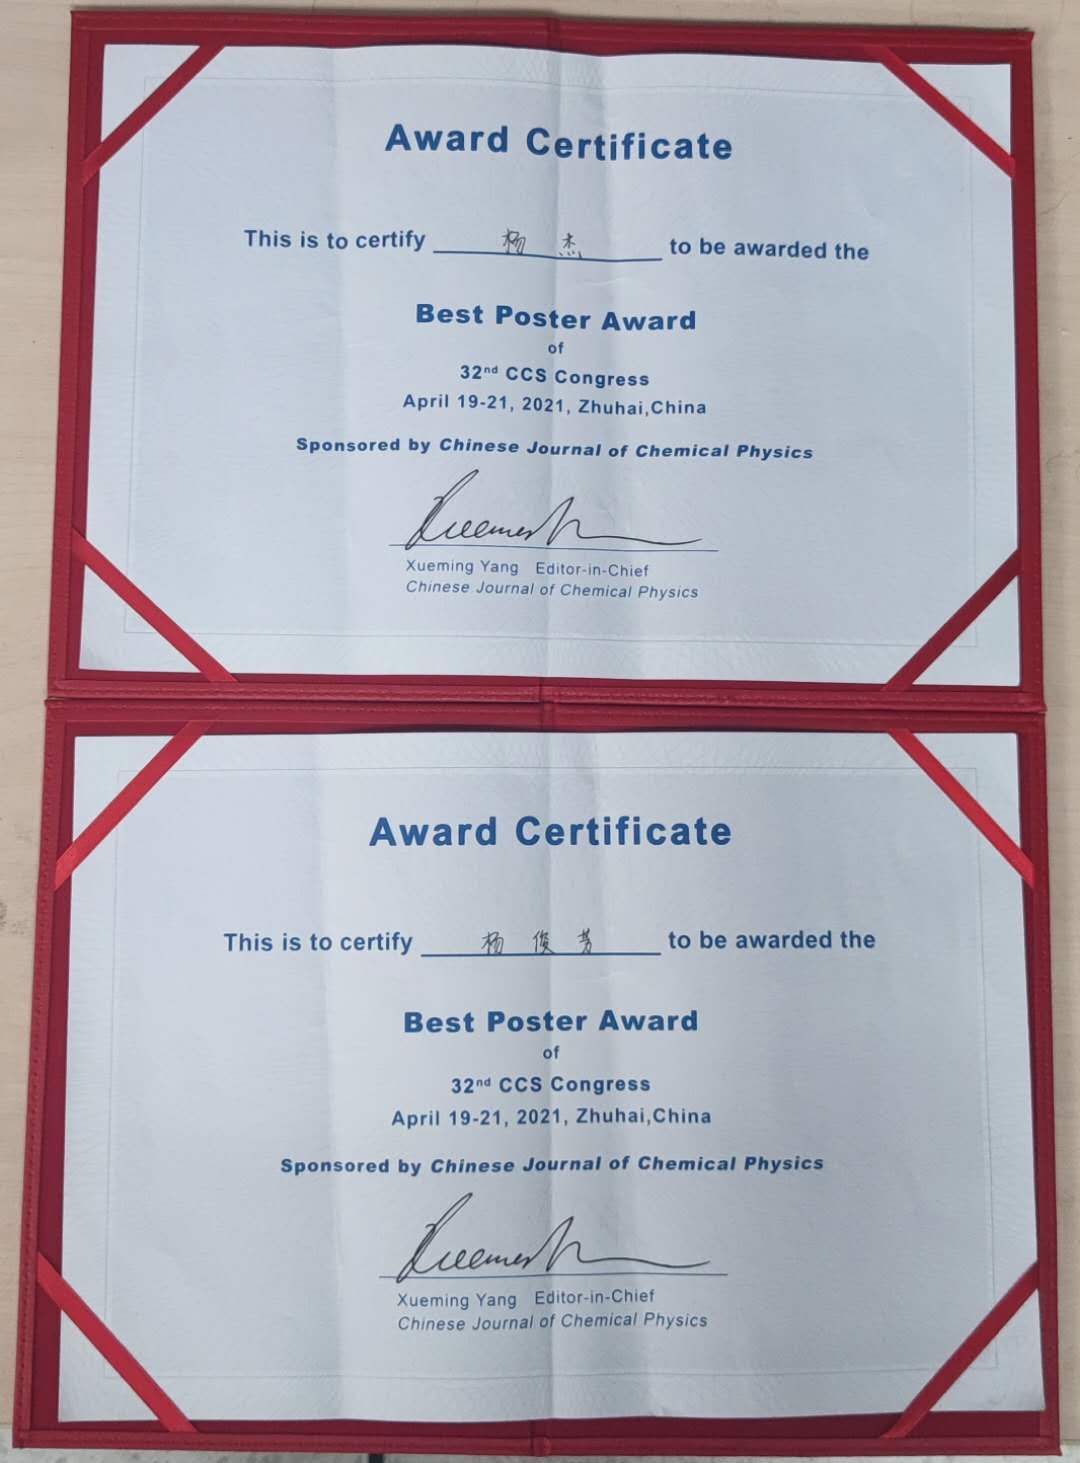 Award Certificate
This is to certify 杨 杰 to be awarded the
Best Poster Award
of
32nd CCS Congress
April 19-21, 2021, Zhuhai,China
Sponsored by Chinese Journal of Chemical Physics
Xueming Yang Editor-in-Chief
Chinese Journal of Chemical Physics
Award Certificate
This is to certify 杨 俊 芳 to be awarded the
Best Poster Award
of
32nd CCS Congress
April 19-21, 2021, Zhuhai,China
Sponsored by Chinese Journal of Chemical Physics
Xueming Yang Editor-in-Chief
Chinese Journal of Chemical Physics